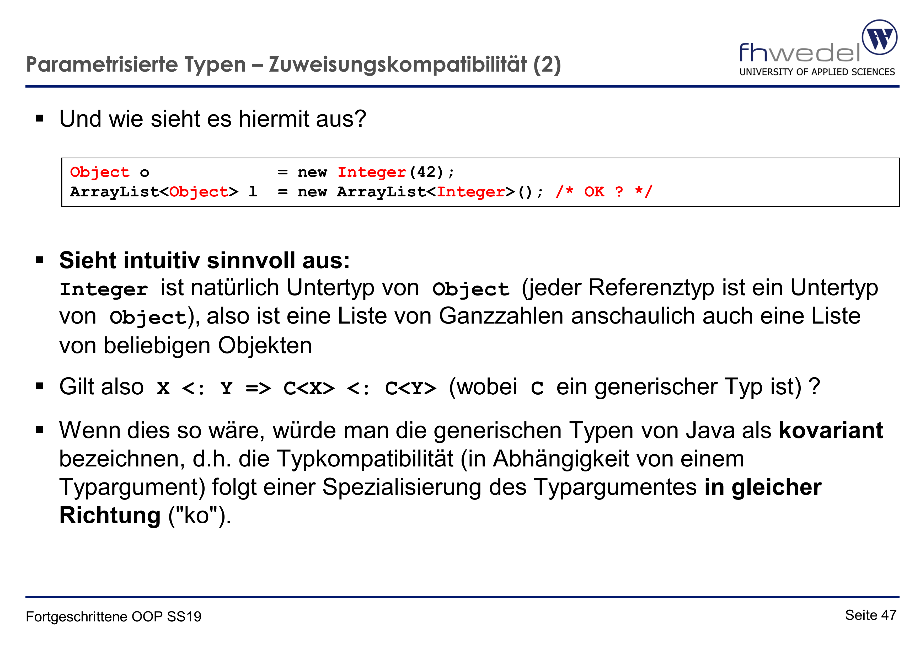 Parametrisierte Typen – Zuweisungskompatibilität (2)
fhwedel
UNIVERSITY OF APPLIED SCIENCES
▪ Und wie sieht es hiermit aus?
Object o = new Integer(42);
ArrayList<Object> l = new ArrayList<Integer>(); /* OK ? */
▪ Sieht intuitiv sinnvoll aus:
Integer ist natürlich Untertyp von Object (jeder Referenztyp ist ein Untertyp
von Object), also ist eine Liste von Ganzzahlen anschaulich auch eine Liste
von beliebigen Objekten
▪ Gilt also X <: Y => C<X> <: C<Y> (wobei C ein generischer Typ ist) ?
▪ Wenn dies so wäre, würde man die generischen Typen von Java als kovariant
bezeichnen, d.h. die Typkompatibilität (in Abhängigkeit von einem
Typargument) folgt einer Spezialisierung des Typargumentes in gleicher
Richtung ("ko").
Fortgeschrittene OOP SS19
Seite 47